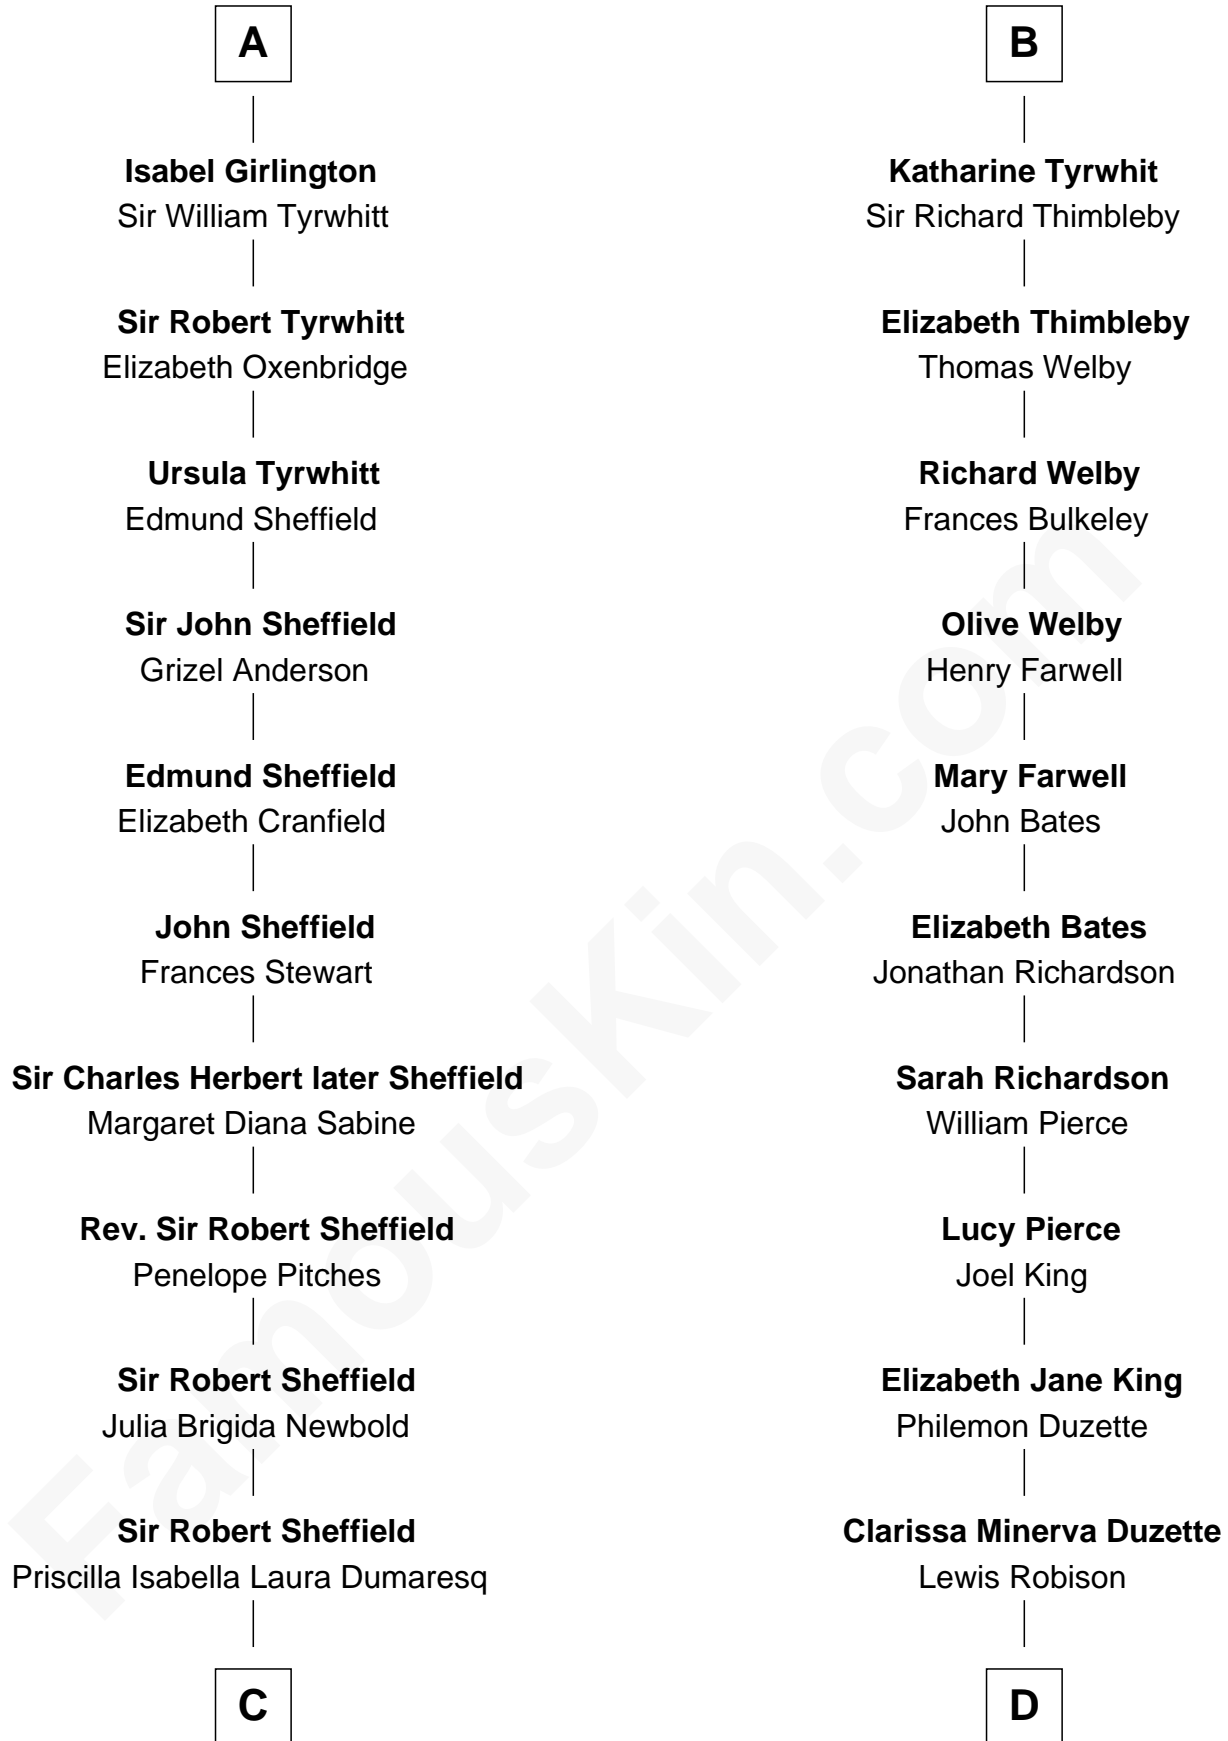 A
Isabel Girlington
Sir William Tyrwhitt
Sir Robert Tyrwhitt
Elizabeth Oxenbridge
Ursula Tyrwhitt
Edmund Sheffield
Sir John Sheffield
Grizel Anderson
Edmund Sheffield
Elizabeth Cranfield
John Sheffield
Frances Stewart
Sir Charles Herbert later Sheffield
Margaret Diana Sabine
Rev. Sir Robert Sheffield
Penelope Pitches
Sir Robert Sheffield
Julia Brigida Newbold
Sir Robert Sheffield
Priscilla Isabella Laura Dumaresq
C
B
Katharine Tyrwhit
Sir Richard Thimbleby
Elizabeth Thimbleby
Thomas Welby
Richard Welby
Frances Bulkeley
Olive Welby
Henry Farwell
Mary Farwell
John Bates
Elizabeth Bates
Jonathan Richardson
Sarah Richardson
William Pierce
Lucy Pierce
Joel King
Elizabeth Jane King
Philemon Duzette
Clarissa Minerva Duzette
Lewis Robison
D
FamousKin.com